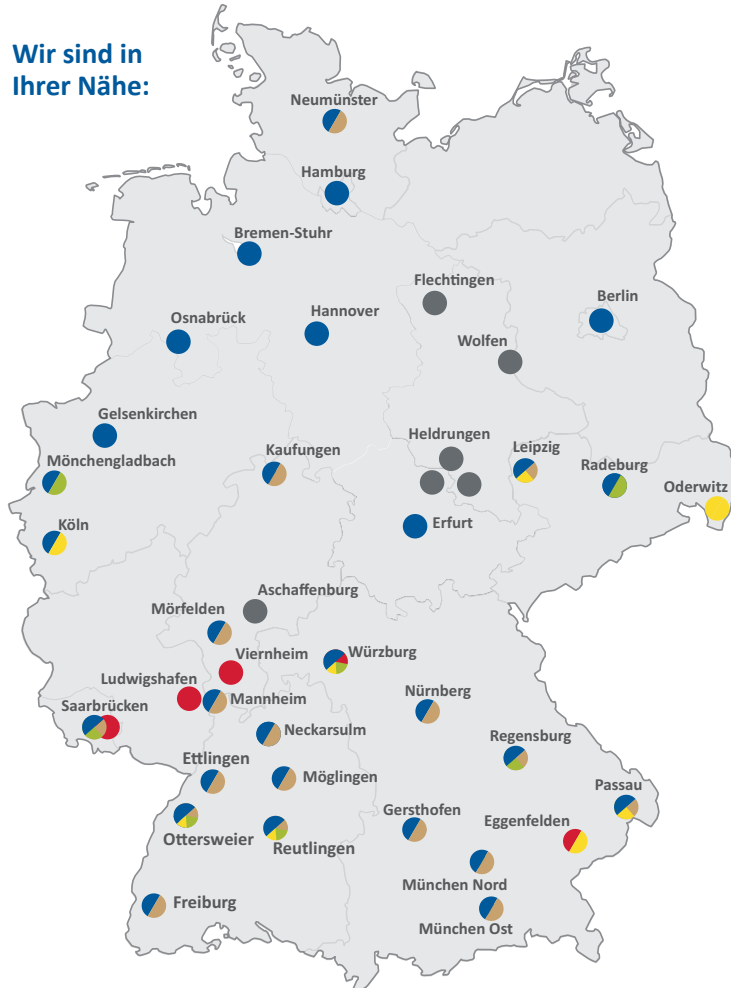 Wir sind in
Ihrer Nähe:
Neumünster
Hamburg
Bremen-Stuhr
Flechtingen
Berlin
Osnabrück
Hannover
Wolfen
Gelsenkirchen
Heldrungen
Leipzig
Mönchengladbach
Kaufungen
Radeburg
Oderwitz
Köln
Erfurt
Aschaffenburg
Mörfelden
Viernheim
Würzburg
Ludwigshafen
Mannheim
Nürnberg
Saarbrücken
Neckarsulm
Regensburg
Ettlingen
Möglingen
Passau
Gersthofen
Eggenfelden
Ottersweier
Reutlingen
München Nord
Freiburg
München Ost